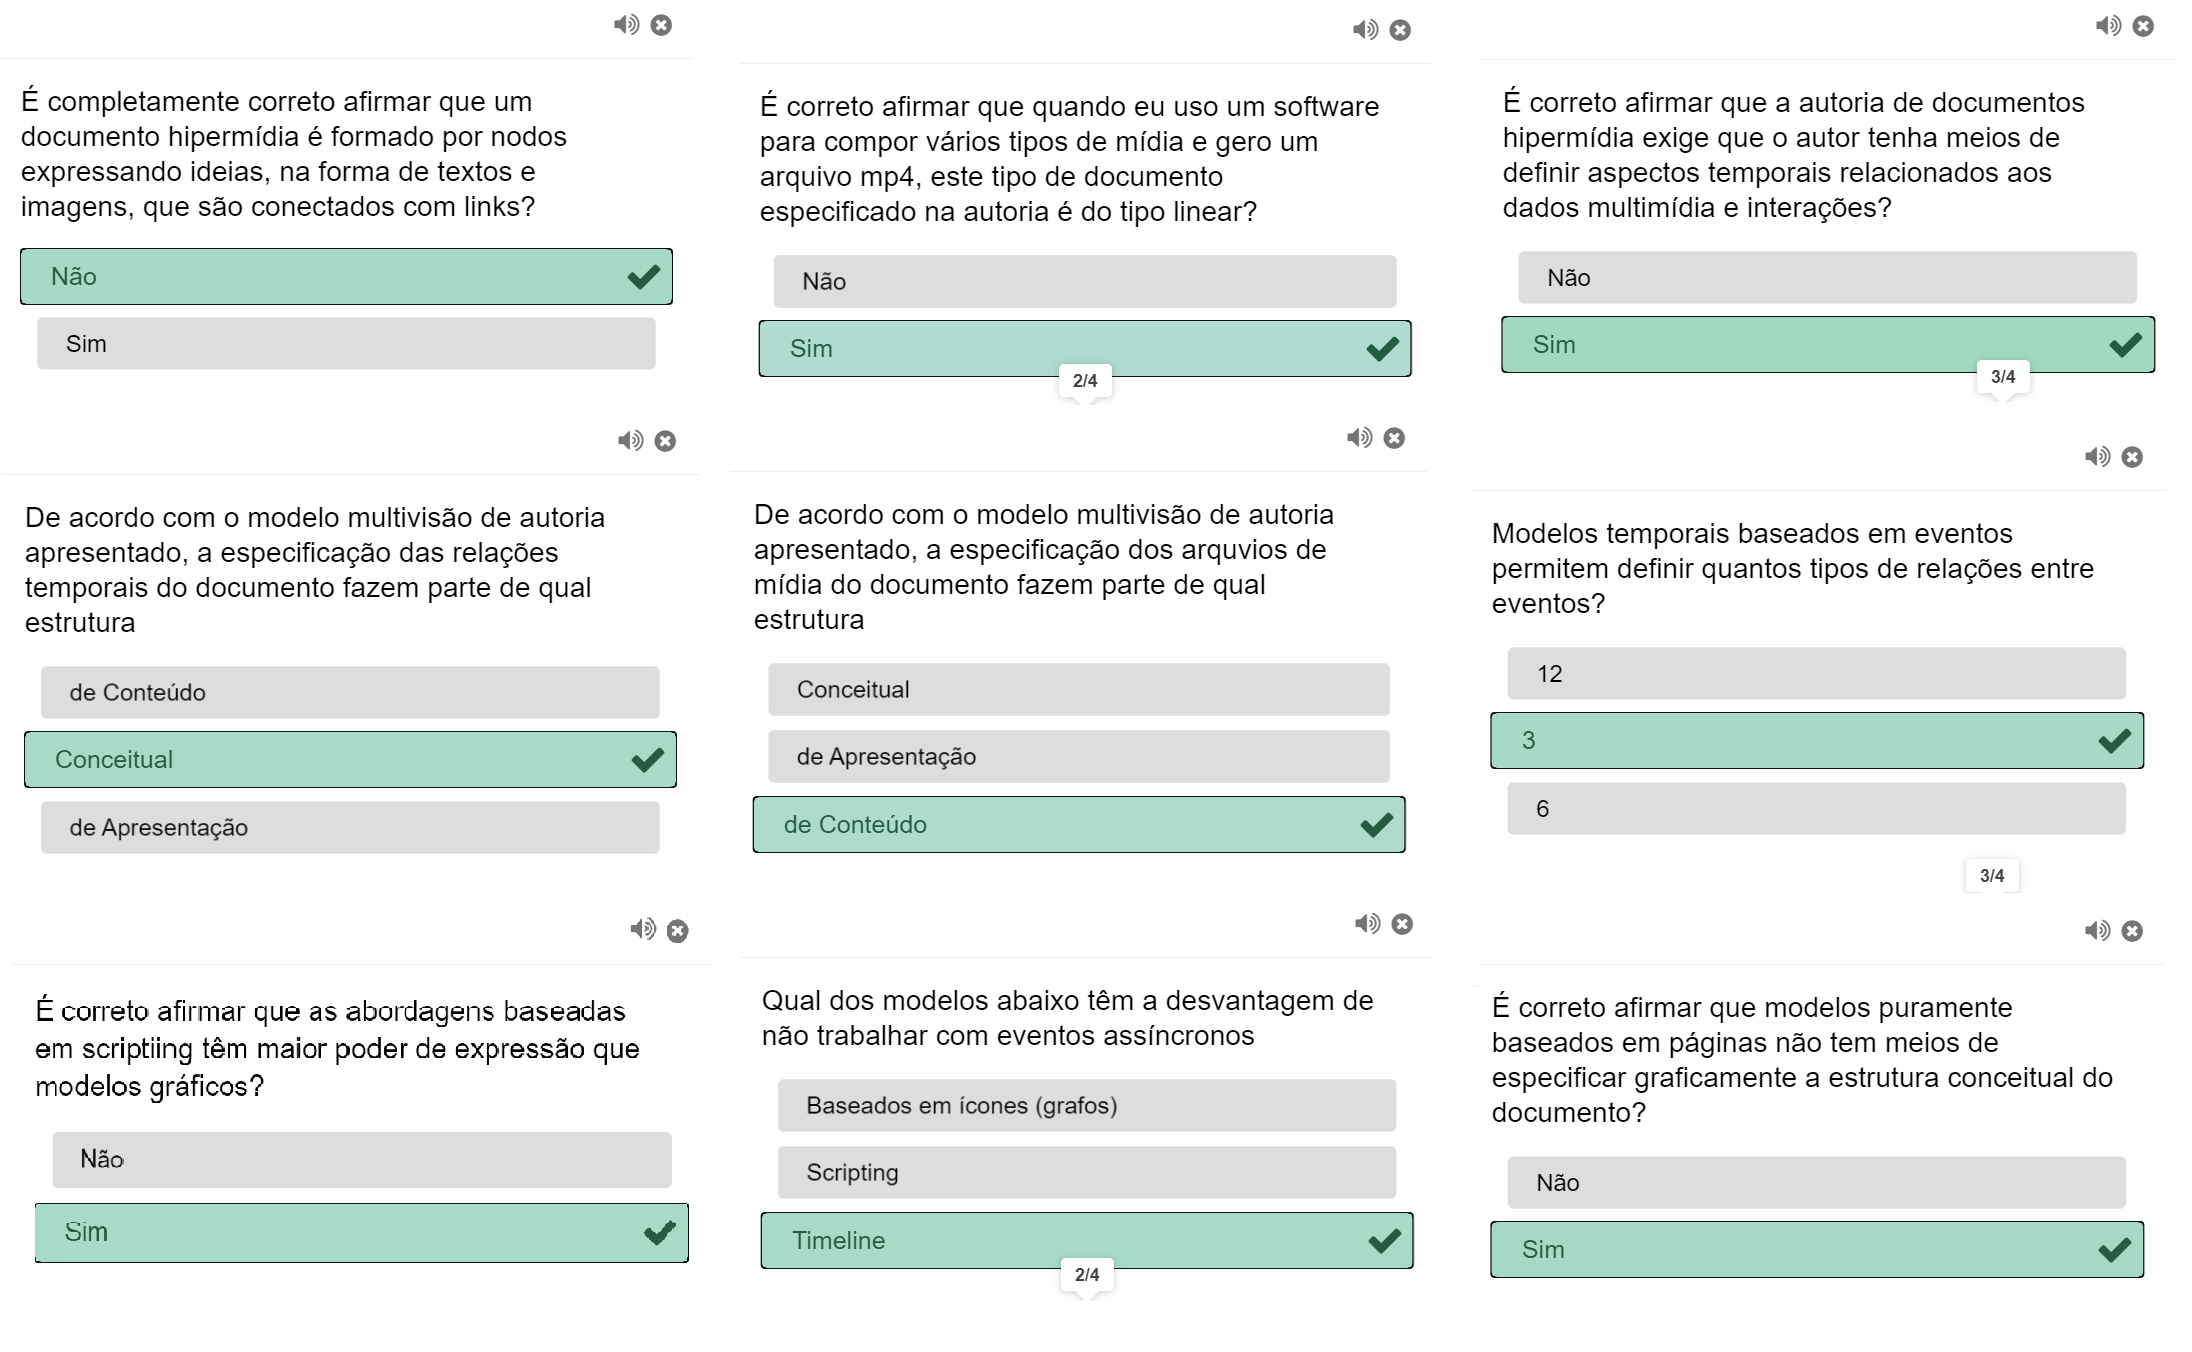 É completamente correto afirmar que um
documento hipermídia é formado por nodos
expressando ideias, na forma de textos e
imagens, que são conectados com links?
Não
Sim
É correto afirmar que quando eu uso um software
para compor vários tipos de mídia e gero um
arquivo mp4, este tipo de documento
especificado na autoria é do tipo linear?
Não
Sim
2/4
É correto afirmar que a autoria de documentos
hipermídia exige que o autor tenha meios de
definir aspectos temporais relacionados aos
dados multimídia e interações?
Não
Sim
3/4
De acordo com o modelo multivisão de autoria
apresentado, a especificação das relações
temporais do documento fazem parte de qual
estrutura
de Conteúdo
Conceitual
de Apresentação
De acordo com o modelo multivisão de autoria
apresentado, a especificação dos arquvios de
mídia do documento fazem parte de qual
estrutura
Conceitual
de Apresentação
de Conteúdo
Modelos temporais baseados em eventos
permitem definir quantos tipos de relações entre
eventos?
12
3
6
3/4
É correto afirmar que as abordagens baseadas
em scriptiing têm maior poder de expressão que
modelos gráficos?
Não
Sim
Qual dos modelos abaixo têm a desvantagem de
não trabalhar com eventos assíncronos
Baseados em ícones (grafos)
Scripting
Timeline
2/4
É correto afirmar que modelos puramente
baseados em páginas não tem meios de
especificar graficamente a estrutura conceitual do
documento?
Não
Sim